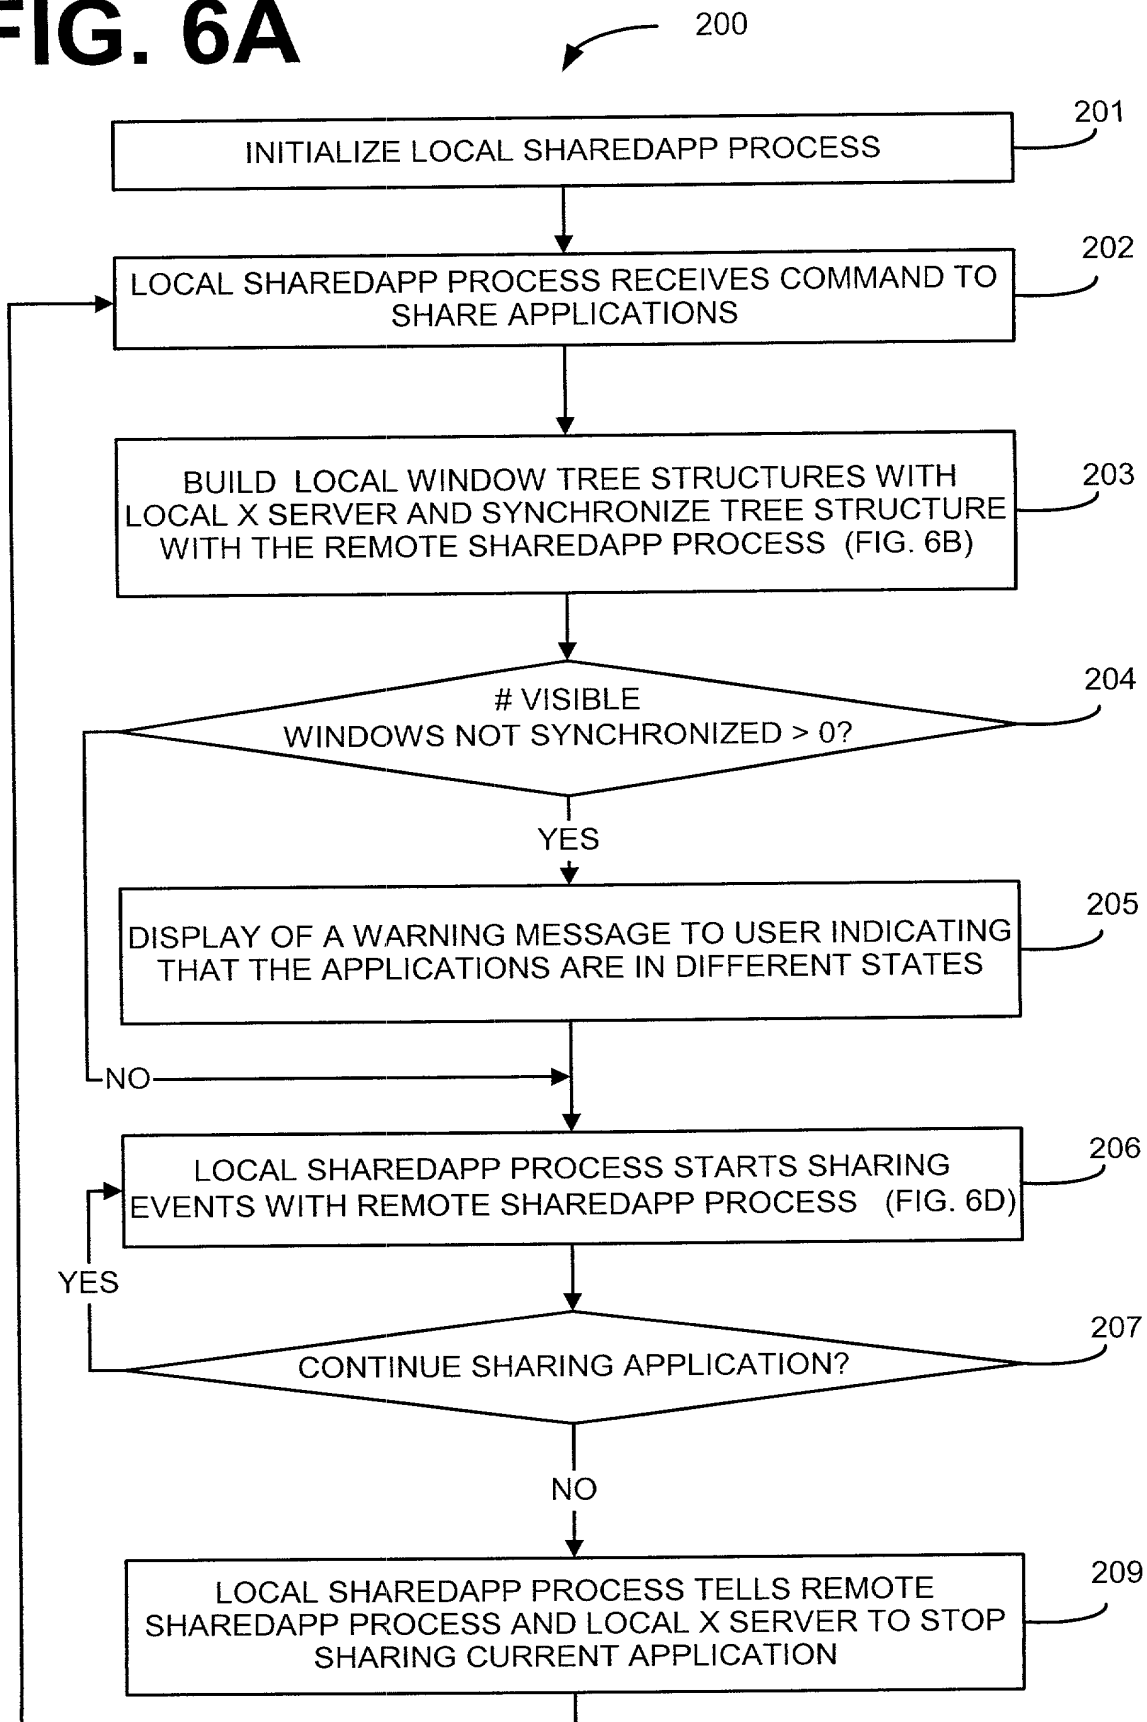 FIG. 6A
200
201
INITIALIZE LOCAL SHAREDAPP PROCESS
202
LOCAL SHAREDAPP PROCESS RECEIVES COMMAND TO
SHARE APPLICATIONS
203
BUILD LOCAL WINDOW TREE STRUCTURES WITH
LOCAL X SERVER AND SYNCHRONIZE TREE STRUCTURE
WITH THE REMOTE SHAREDAPP PROCESS (FIG. 6B)
204
# VISIBLE
WINDOWS NOT SYNCHRONIZED > 0?
YES
205
DISPLAY OF A WARNING MESSAGE TO USER INDICATING
THAT THE APPLICATIONS ARE IN DIFFERENT STATES
NO
206
LOCAL SHAREDAPP PROCESS STARTS SHARING
EVENTS WITH REMOTE SHAREDAPP PROCESS (FIG. 6D)
YES
207
CONTINUE SHARING APPLICATION?
NO
209
LOCAL SHAREDAPP PROCESS TELLS REMOTE
SHAREDAPP PROCESS AND LOCAL X SERVER TO STOP
SHARING CURRENT APPLICATION